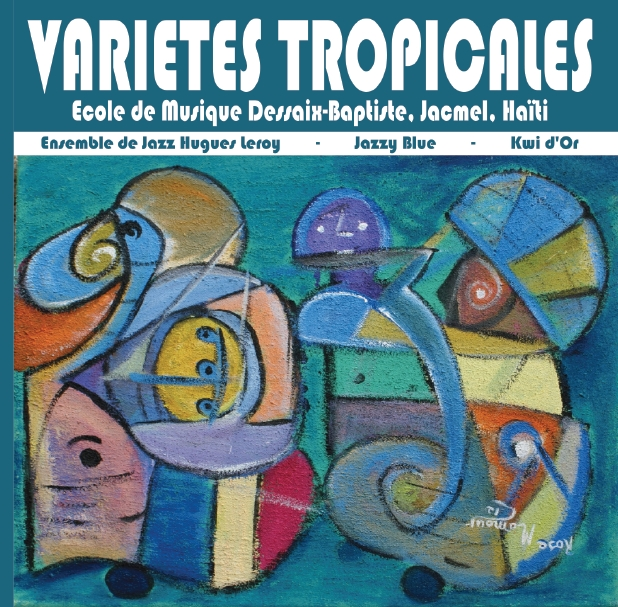 VARIETES TROPICALES
Ecole de Musique Dessaix-Baptiste, Jacmel, Haïti
Ensemble de Jazz Hugues Leroy - Jazzy Blue - Kwi d'Or